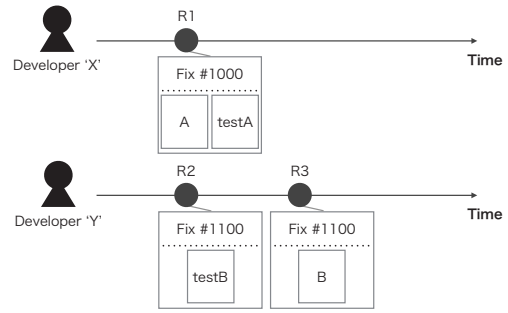 R1
Developer ‘X’
Time
Fix #1000
A testA
R2 R3
Developer ‘Y’
Time
Fix #1100 Fix #1100
testB B